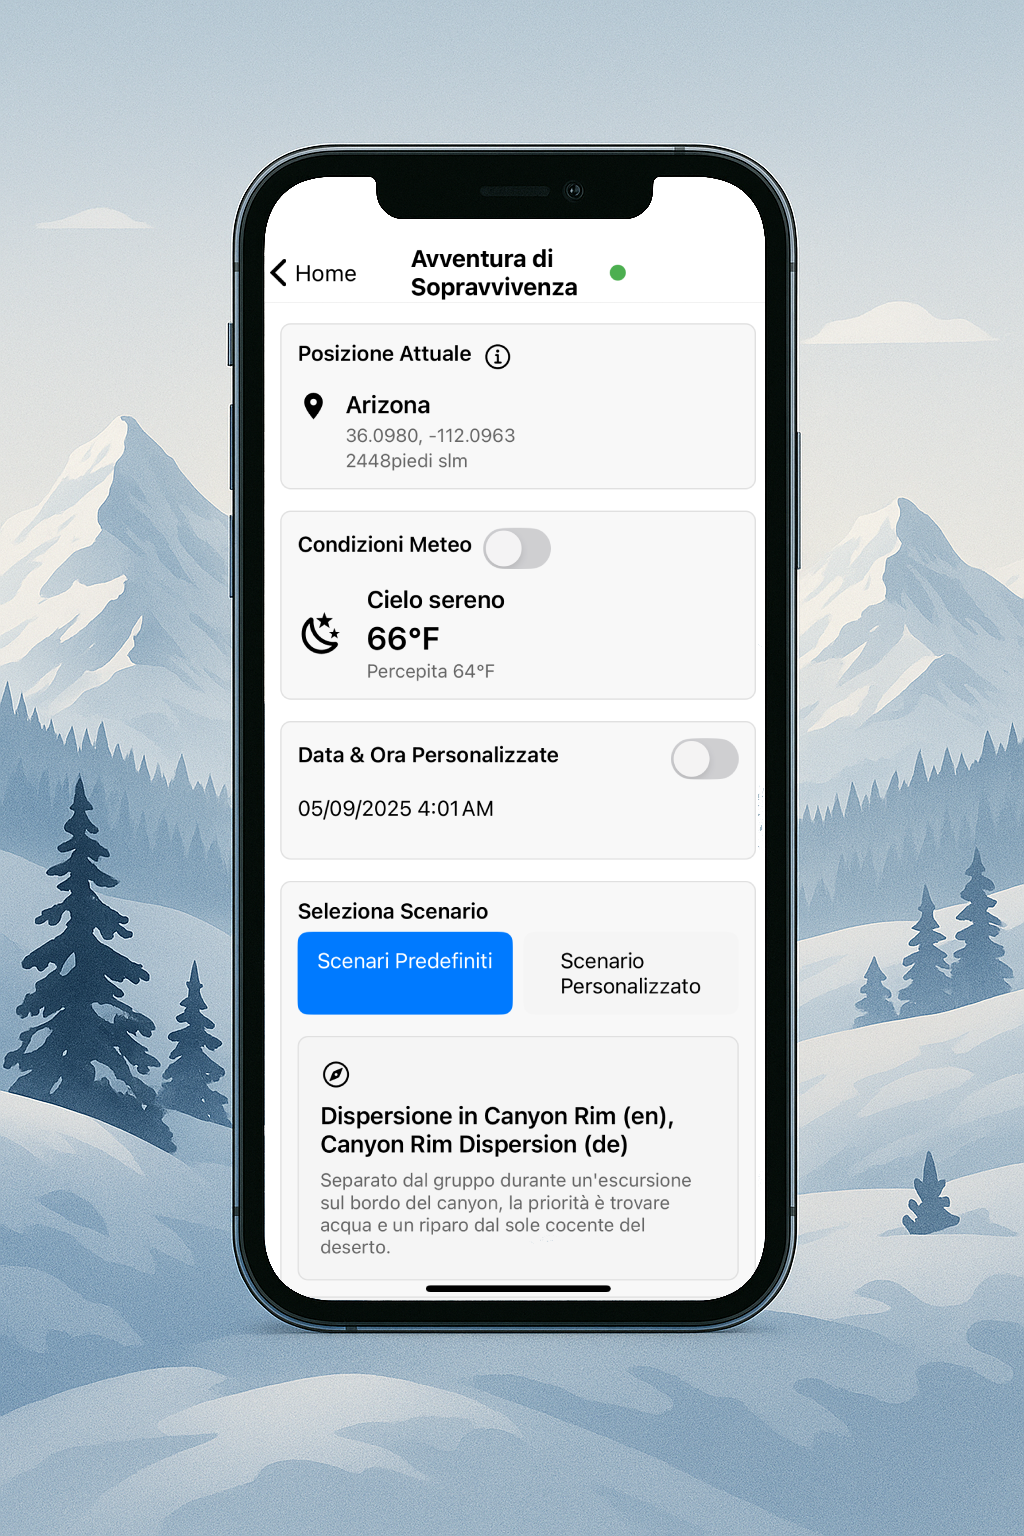 Home
Avventura di
Sopravvivenza
Posizione Attuale
Arizona
36.0980, -112.0963
2448piedi slm
Condizioni Meteo
Cielo sereno
66°F
Percepita 64°F
Data & Ora Personalizzate
05/09/2025 4:01 AM
Seleziona Scenario
Scenari Predefiniti
Scenario
Personalizzato
Dispersione in Canyon Rim (en),
Canyon Rim Dispersion (de)
Separato dal gruppo durante un'escursione
sul bordo del canyon, la priorità è trovare
acqua e un riparo dal sole cocente del
deserto.